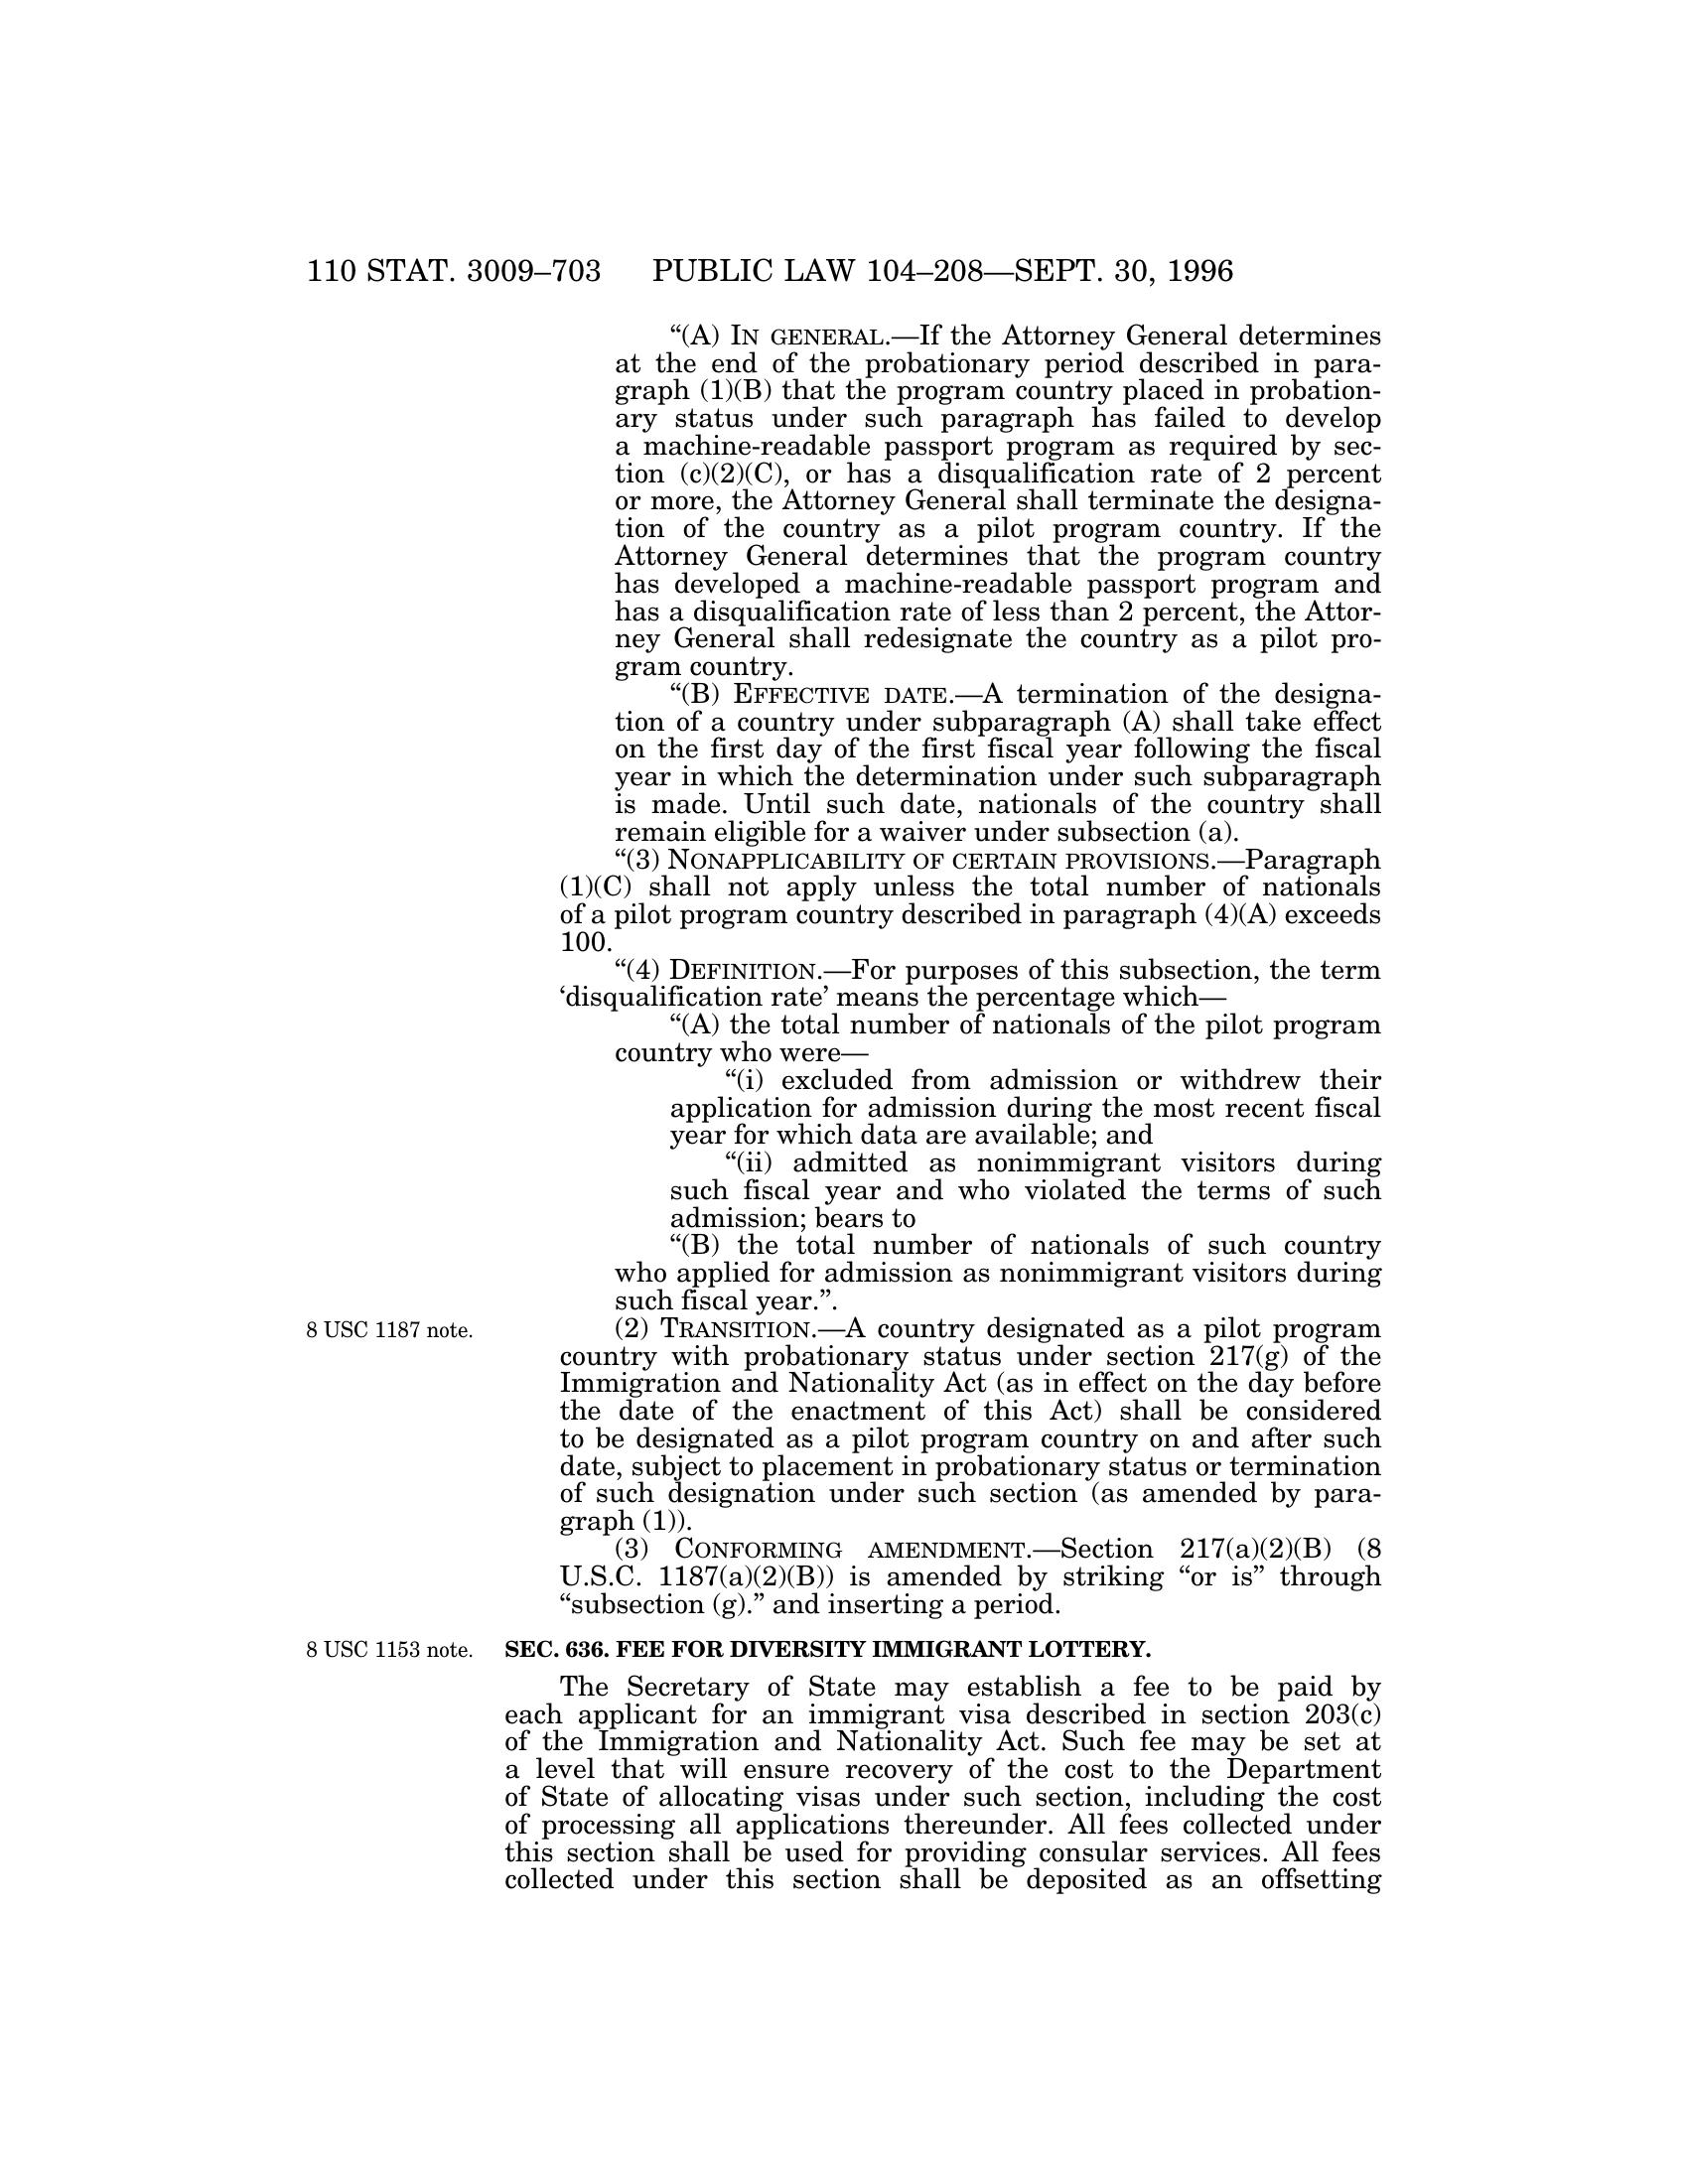 110 STAT. 3009–703 PUBLIC LAW 104–208—SEPT. 30, 1996
“(A) IN GENERAL.—If the Attorney General determines
at the end of the probationary period described in para-
graph (1)(B) that the program country placed in probation-
ary status under such paragraph has failed to develop
a machine-readable passport program as required by sec-
tion (c)(2)(C), or has a disqualification rate of 2 percent
or more, the Attorney General shall terminate the designa-
tion of the country as a pilot program country. If the
Attorney General determines that the program country
has developed a machine-readable passport program and
has a disqualification rate of less than 2 percent, the Attor-
ney General shall redesignate the country as a pilot pro-
gram country.
“(B) EFFECTIVE DATE.—A termination of the designa-
tion of a country under subparagraph (A) shall take effect
on the first day of the first fiscal year following the fiscal
year in which the determination under such subparagraph
is made. Until such date, nationals of the country shall
remain eligible for a waiver under subsection (a).
“(3) NONAPPLICABILITY OF CERTAIN PROVISIONS.—Paragraph
(1)(C) shall not apply unless the total number of nationals
of a pilot program country described in paragraph (4)(A) exceeds
100.
“(4) DEFINITION.—For purposes of this subsection, the term
‘disqualification rate’ means the percentage which—
“(A) the total number of nationals of the pilot program
country who were—
“(i) excluded from admission or withdrew their
application for admission during the most recent fiscal
year for which data are available; and
“(ii) admitted as nonimmigrant visitors during
such fiscal year and who violated the terms of such
admission; bears to
“(B) the total number of nationals of such country
who applied for admission as nonimmigrant visitors during
such fiscal year.”.
8 USC 1187 note. (2) TRANSITION.—A country designated as a pilot program
country with probationary status under section 217(g) of the
Immigration and Nationality Act (as in effect on the day before
the date of the enactment of this Act) shall be considered
to be designated as a pilot program country on and after such
date, subject to placement in probationary status or termination
of such designation under such section (as amended by para-
graph (1)).
(3) CONFORMING AMENDMENT.—Section 217(a)(2)(B) (8
U.S.C. 1187(a)(2)(B)) is amended by striking “or is” through
“subsection (g).” and inserting a period.
8 USC 1153 note. SEC. 636. FEE FOR DIVERSITY IMMIGRANT LOTTERY.
The Secretary of State may establish a fee to be paid by
each applicant for an immigrant visa described in section 203(c)
of the Immigration and Nationality Act. Such fee may be set at
a level that will ensure recovery of the cost to the Department
of State of allocating visas under such section, including the cost
of processing all applications thereunder. All fees collected under
this section shall be used for providing consular services. All fees
collected under this section shall be deposited as an offsetting